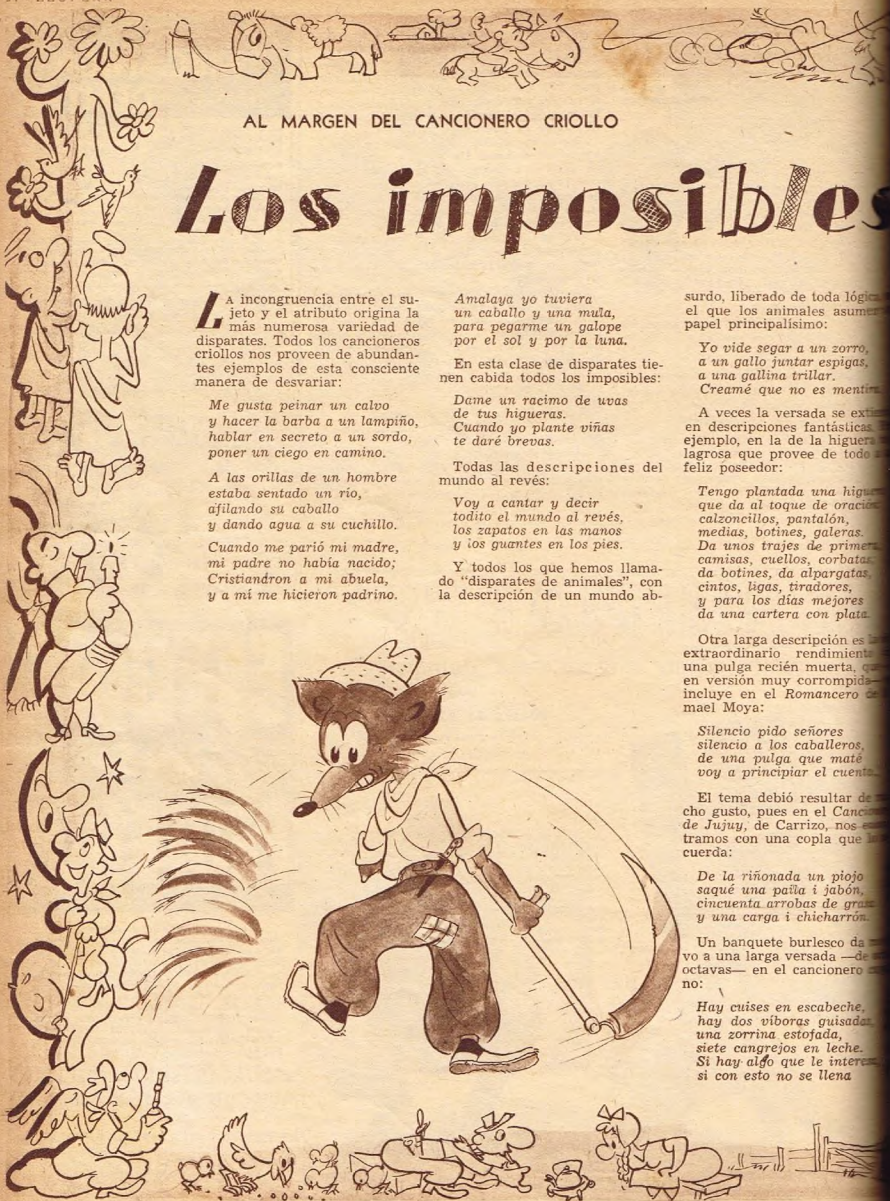 AL MARGEN DEL CANCIONERO CRIOLLO
Los imposibles
LA incongruencia entre el su-
jeto y el atributo origina la
más numerosa variedad de
disparates. Todos los cancioneros
criollos nos proveen de abundan-
tes ejemplos de esta consciente
manera de desvariar:
Me gusta peinar un calvo
y hacer la barba a un lampiño,
hablar en secreto a un sordo,
poner un ciego en camino.
A las orillas de un hombre
estaba sentado un río,
afilando su caballo
y dando agua a su cuchillo.
Cuando me parió mi madre,
mi padre no había nacido;
Cristiandron a mi abuela,
y a mí me hicieron padrino.
Amalaya yo tuviera
un caballo y una mula,
para pegarme un galope
por el sol y por la luna.
En esta clase de disparates tie-
nen cabida todos los imposibles:
Dame un racimo de uvas
de tus higueras.
Cuando yo plante viñas
te daré brevas.
Todas las descripciones del
mundo al revés:
Voy a cantar y decir
todito el mundo al revés,
los zapatos en las manos
y los guantes en los pies.
Y todos los que hemos llama-
do "disparates de animales", con
la descripción de un mundo ab-
surdo, liberado de toda lógica
el que los animales asumen
papel principalísimo:
Yo vide segar a un zorro,
a un gallo juntar espigas,
a una gallina trillar.
Creamé que no es mentira
A veces la versada se
en descripciones fantásticas.
ejemplo, en la de la higuera
lagrosa que provee de todo
feliz poseedor:
Tengo plantada una higuera
que da al toque de oración
calzoncillos, pantalón,
medias, botines, galeras.
Da unos trajes de primera
camisas, cuellos, corbatas
da botines, da alpargatas,
cintos, ligas, tiradores,
y para los días mejores
da una cartera con plata.
Otra larga descripción es
extraordinario rendimiento
una pulga recién muerta,
en versión muy corrompida—
incluye en el Romancero de
mael Moya:
Silencio pido señores
silencio a los caballeros,
de una pulga que maté
voy a principiar el cuento.
El tema debió resultar de
cho gusto, pues en el
de Jujuy, de Carrizo, nos
tramos con una copla que
cuerda:
De la riñonada un piojo
saqué una paila i jabón,
cincuenta arrobas de grasa
y una carga i chicharrón.
Un banquete burlesco da
vo a una larga versada —de
octavas— en el cancionero
no:
Hay cuises en escabeche,
hay dos víboras guisadas,
una zorrina estofada,
siete cangrejos en leche.
Si hay algo que le
si con esto no se llena